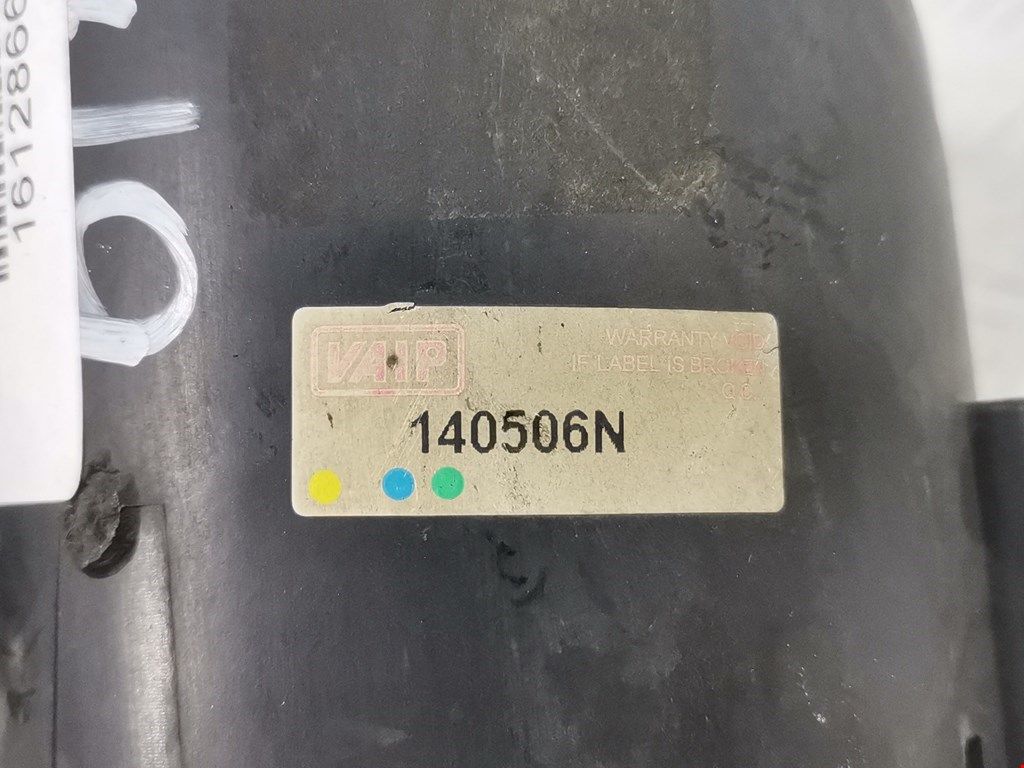 1612866
VAIP
WARRANTY VOID
IF LABEL IS BROKEN
Q.C.
140506N